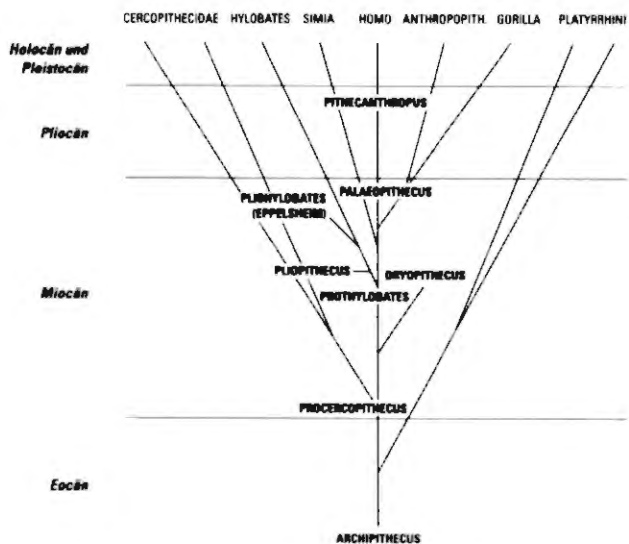 CERCOPITHECIDAE HYLOBATES SIMIA HOMO ANTHROPOPITH. GORILLA PLATYRRHINI
Holocän und
Pleistocän
PITHECANTHROPUS
Pliocän
PALAEOPITHECUS
PLIOHYLOBATES
(EPPELSHEIM)
PLIOPITHECUS
DRYOPITHECUS
Miocän
PROTHYLOBATES
PROCERCOPITHECUS
Eocän
ARCHIPITHECUS